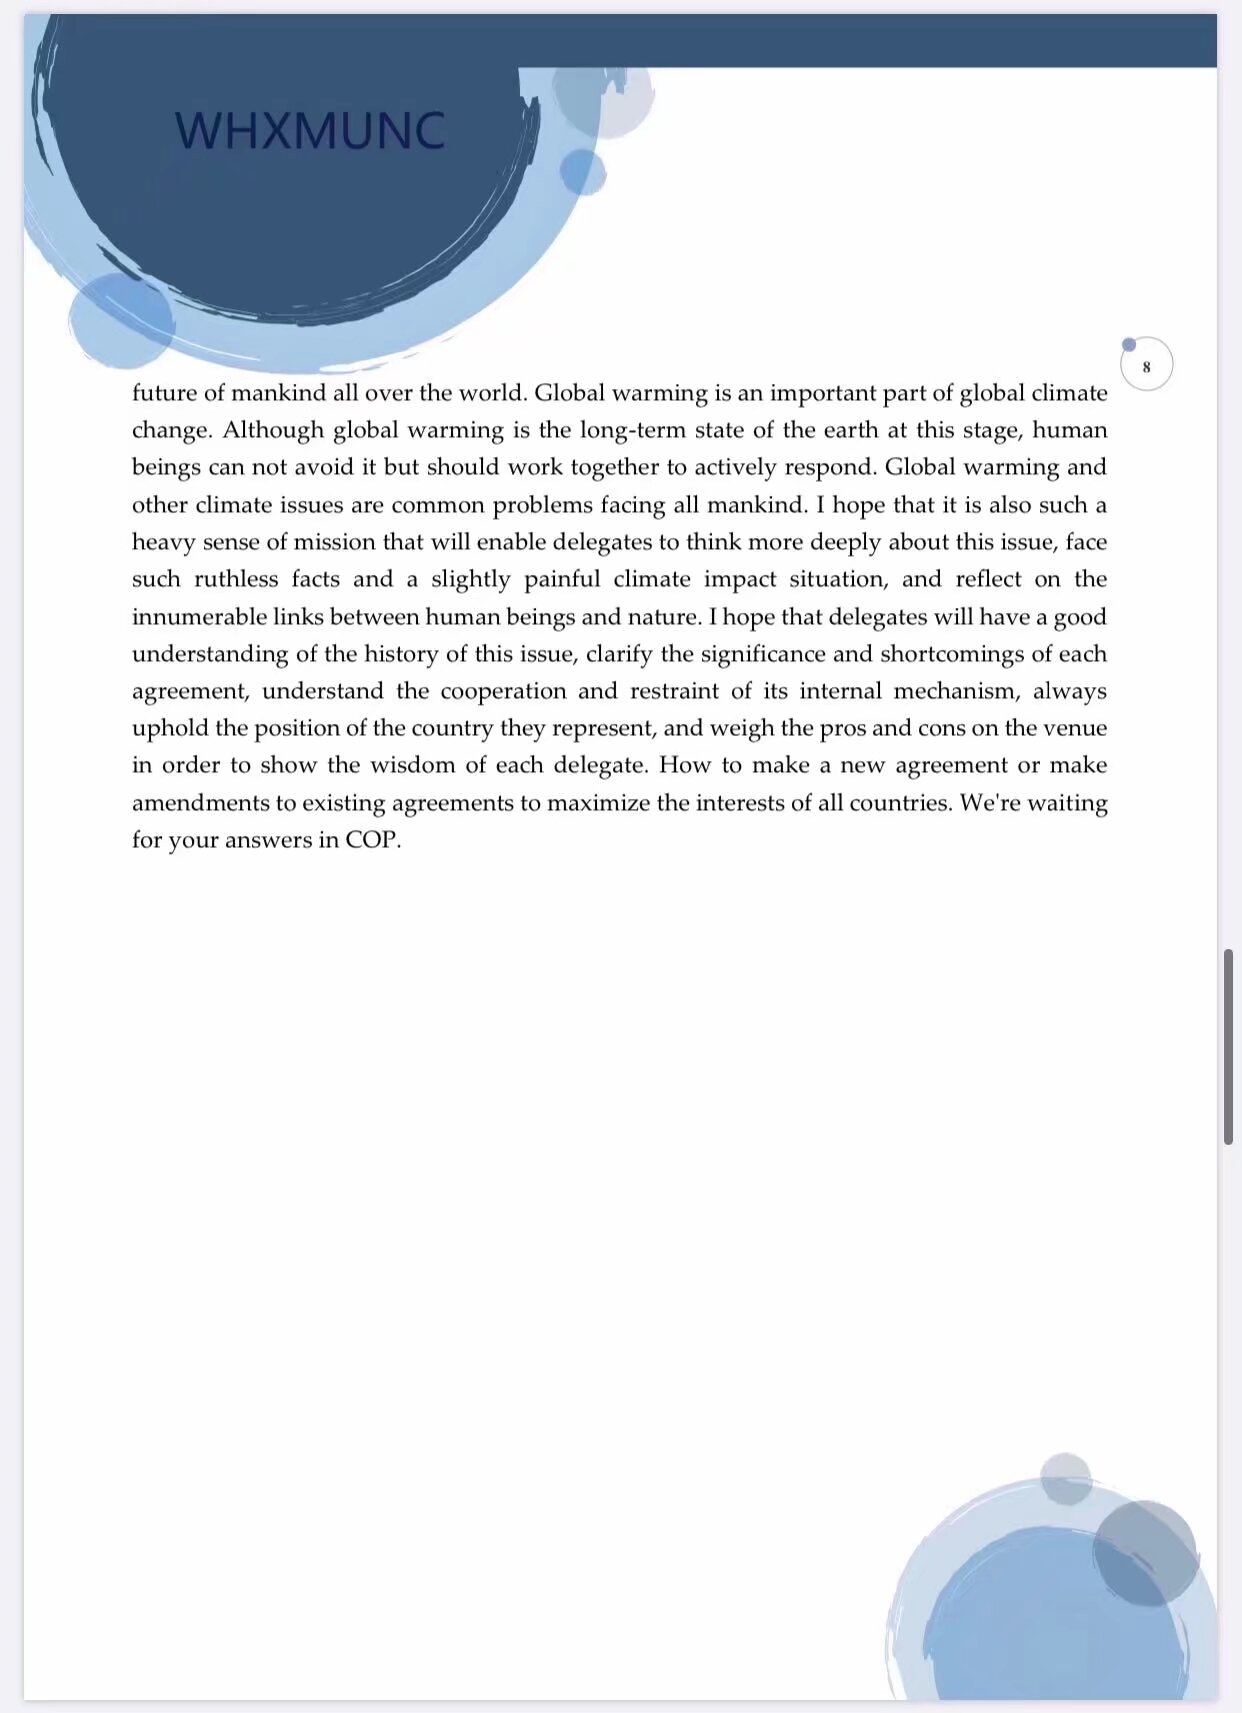 WHXMUNC
8
future of mankind all over the world. Global warming is an important part of global climate
change. Although global warming is the long-term state of the earth at this stage, human
beings can not avoid it but should work together to actively respond. Global warming and
other climate issues are common problems facing all mankind. I hope that it is also such a
heavy sense of mission that will enable delegates to think more deeply about this issue, face
such ruthless facts and a slightly painful climate impact situation, and reflect on the
innumerable links between human beings and nature. I hope that delegates will have a good
understanding of the history of this issue, clarify the significance and shortcomings of each
agreement, understand the cooperation and restraint of its internal mechanism, always
uphold the position of the country they represent, and weigh the pros and cons on the venue
in order to show the wisdom of each delegate. How to make a new agreement or make
amendments to existing agreements to maximize the interests of all countries. We're waiting
for your answers in COP.